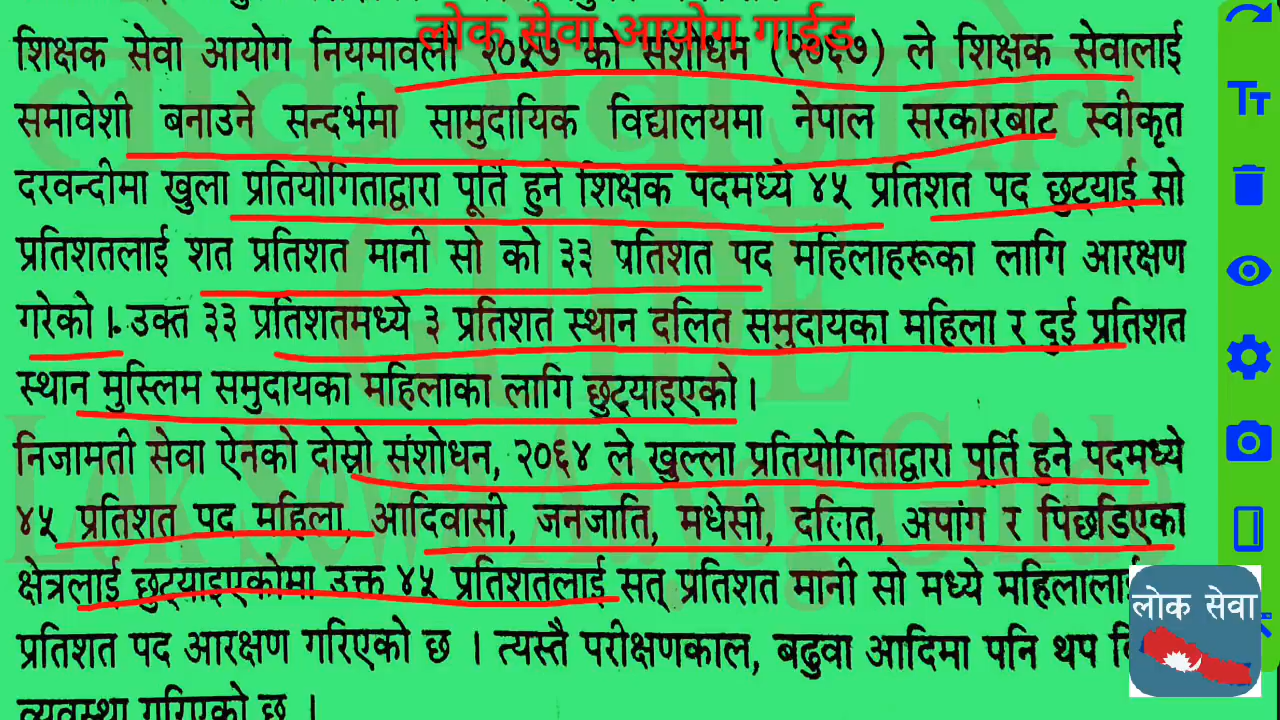 लोक सेवा आयोग गाईड
शिक्षक सेवा आयोग नियमावली २०५७ को संशोधन (२०६७) ले शिक्षक सेवालाई
समावेशी बनाउने सन्दर्भमा सामुदायिक विद्यालयमा नेपाल सरकारबाट स्वीकृत
दरवन्दीमा खुला प्रतियोगिताद्वारा पूर्ति हुने शिक्षक पदमध्ये ४५ प्रतिशत पद छुट्याई सो
प्रतिशतलाई शत प्रतिशत मानी सो को ३३ प्रतिशत पद महिलाहरूका लागि आरक्षण
गरेको । उक्त ३३ प्रतिशतमध्ये ३ प्रतिशत स्थान दलित समुदायका महिला र दुई प्रतिशत
स्थान मुस्लिम समुदायका महिलाका लागि छुट्याइएको ।
निजामती सेवा ऐनको दोस्रो संशोधन, २०६४ ले खुल्ला प्रतियोगिताद्वारा पूर्ति हुने पदमध्ये
४५ प्रतिशत पद महिला, आदिवासी, जनजाति, मधेसी, दलित, अपांग र पिछडिएका
क्षेत्रलाई छुट्याइएकोमा उक्त ४५ प्रतिशतलाई सत् प्रतिशत मानी सो मध्ये महिलालाई
प्रतिशत पद आरक्षण गरिएको छ । त्यस्तै परीक्षणकाल, बढुवा आदिमा पनि थप
व्यवस्था गरिएको छ ।
लोक सेवा